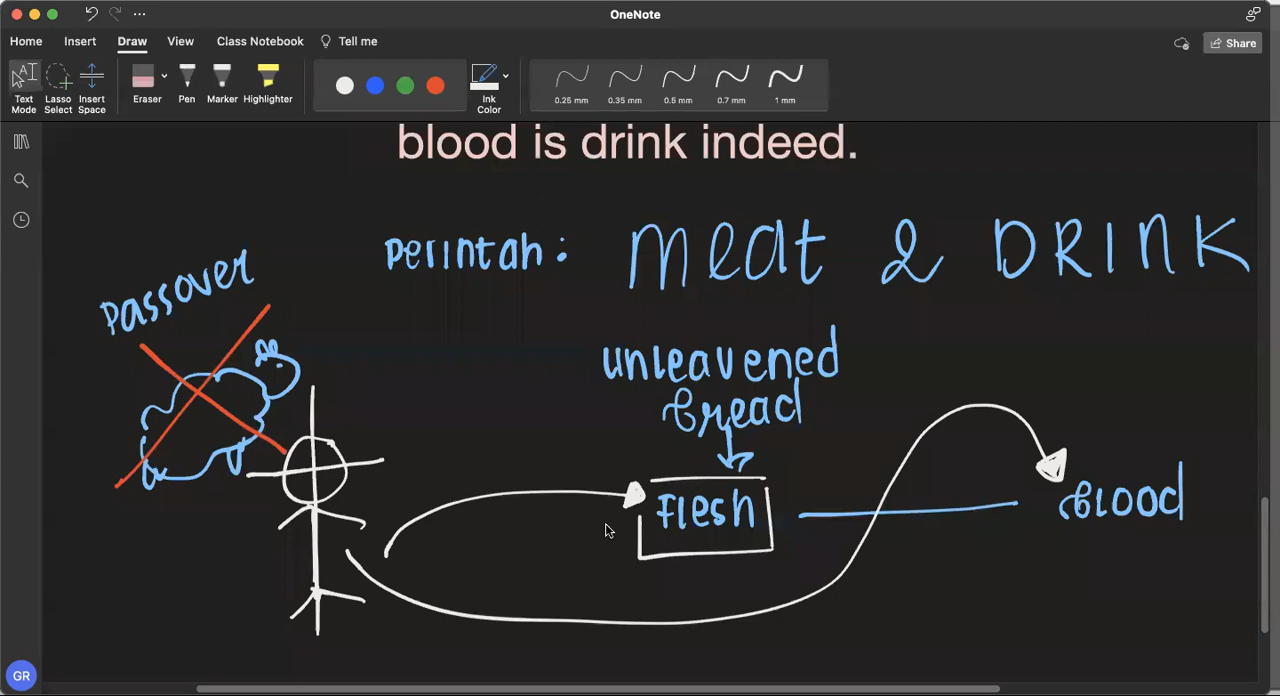 OneNote
Home Insert Draw View Class Notebook Tell me
Share
Text Mode
Lasso Select
Insert Space
Eraser
Pen
Marker
Highlighter
Ink Color
0.25 mm 0.35 mm 0.5 mm 0.7 mm 1 mm
blood is drink indeed.
Perintah: Meat & DRINK
Passover
unleavened
bread
Flesh
Blood
GR